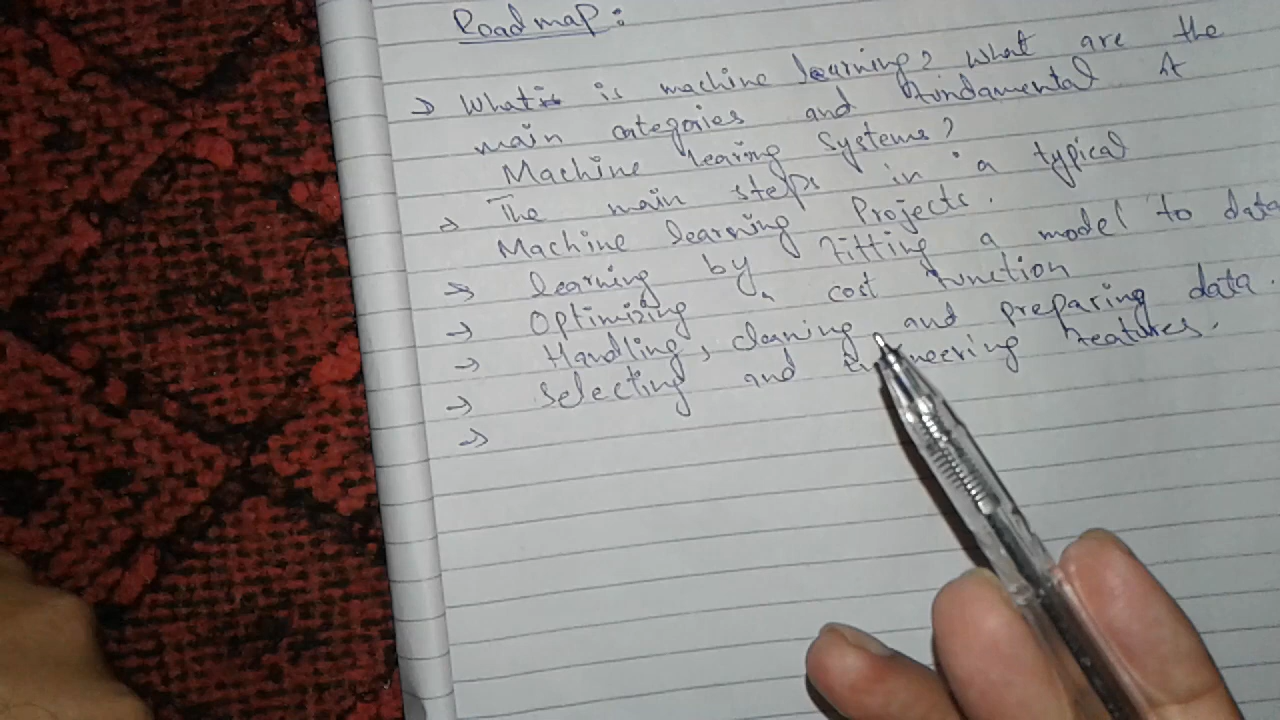 Roadmap:
→ What is is machine learning? What are the
main categories and fundamental A
Machine learing Systems?
→ The main steps in a typical
Machine learning Projects.
→ learning by Fitting a model to data
→ Optimizing a cost function
→ Handling, cleaning and preparing data.
→ Selecting and Engineering Features.
→